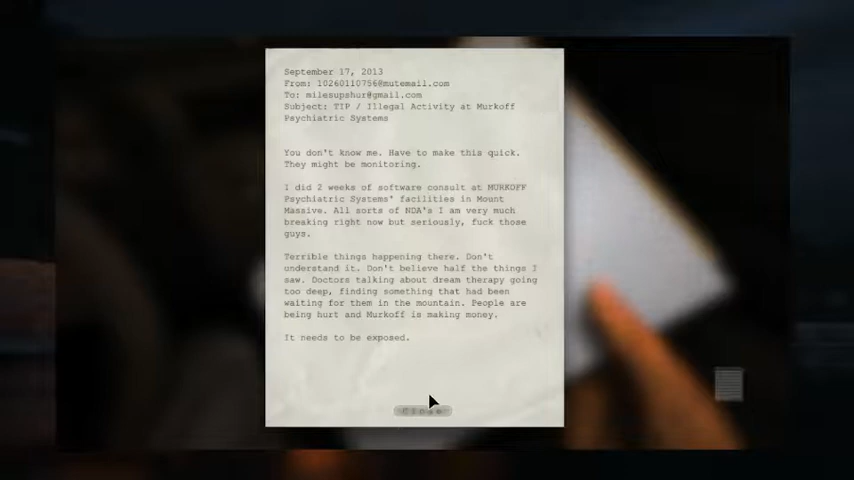 September 17, 2013
From: 10260110756@mutemail.com
To: milesupshur@gmail.com
Subject: TIP / Illegal Activity at Murkoff
Psychiatric Systems
You don't know me. Have to make this quick.
They might be monitoring.
I did 2 weeks of software consult at MURKOFF
Psychiatric Systems' facilities in Mount
Massive. All sorts of NDA's I am very much
breaking right now but seriously, fuck those
guys.
Terrible things happening there. Don't
understand it. Don't believe half the things I
saw. Doctors talking about dream therapy going
too deep, finding something that had been
waiting for them in the mountain. People are
being hurt and Murkoff is making money.
It needs to be exposed.